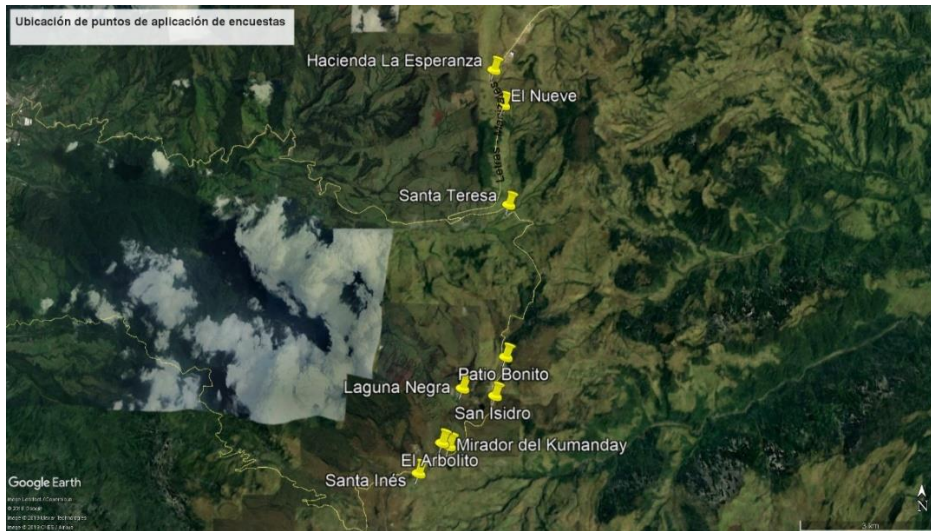 Ubicación de puntos de aplicación de encuestas
Hacienda La Esperanza
El Nueve
Santa Teresa
Patio Bonito
Laguna Negra
San Isidro
Mirador del Kumanday
El Arbolito
Santa Inés
Google Earth
N